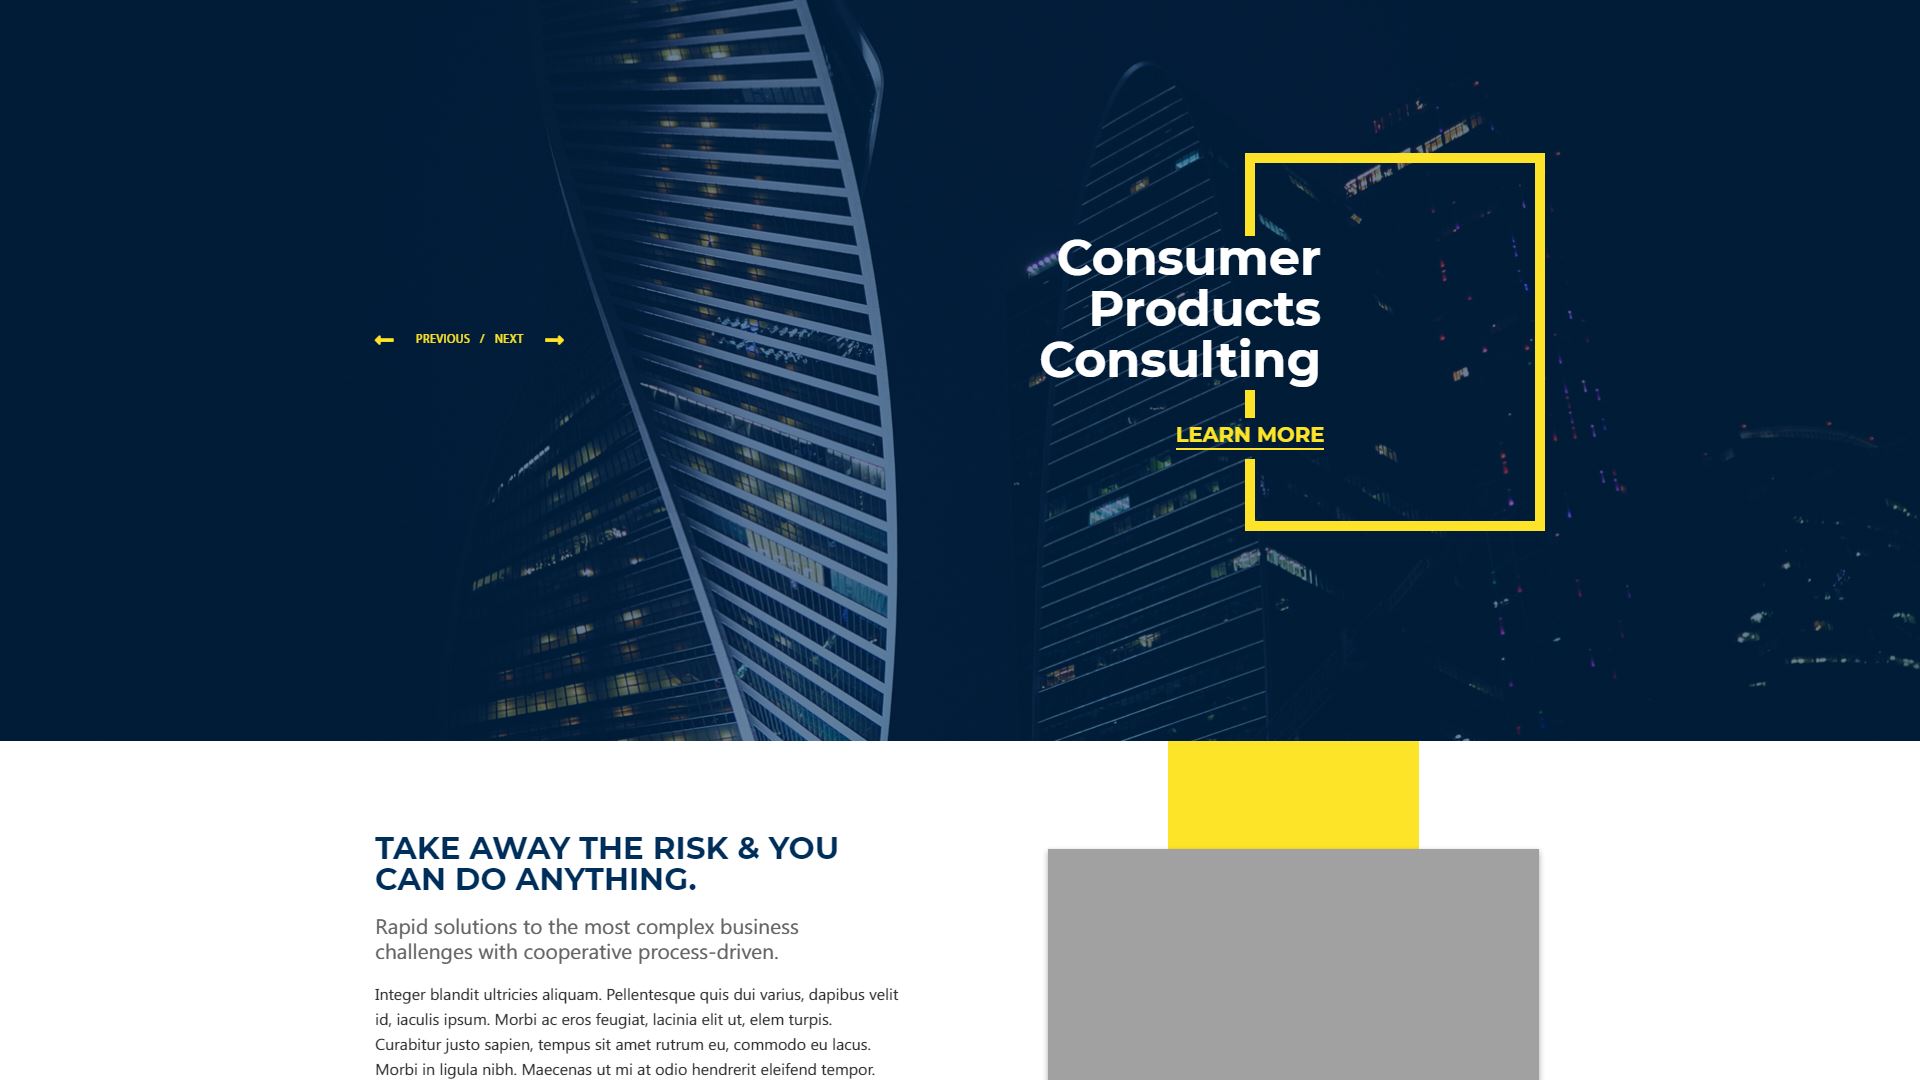 Consumer
Products
Consulting
PREVIOUS / NEXT
LEARN MORE
TAKE AWAY THE RISK & YOU
CAN DO ANYTHING.
Rapid solutions to the most complex business
challenges with cooperative process-driven.
Integer blandit ultricies aliquam. Pellentesque quis dui varius, dapibus velit
id, iaculis ipsum. Morbi ac eros feugiat, lacinia elit ut, elem turpis.
Curabitur justo sapien, tempus sit amet rutrum eu, commodo eu lacus.
Morbi in ligula nibh. Maecenas ut mi at odio hendrerit eleifend tempor.